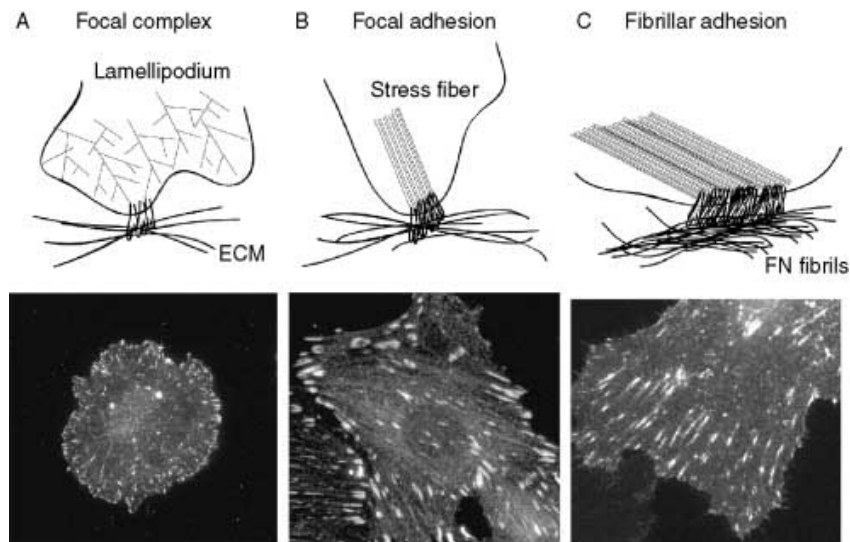 A Focal complex
B Focal adhesion
C Fibrillar adhesion
Lamellipodium
Stress fiber
ECM
FN fibrils